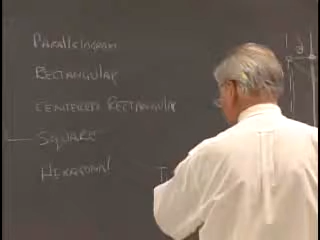 PARALLELOGRAM
RECTANGULAR
CENTERED RECTANGULAR
SQUARE
HEXAGONAL